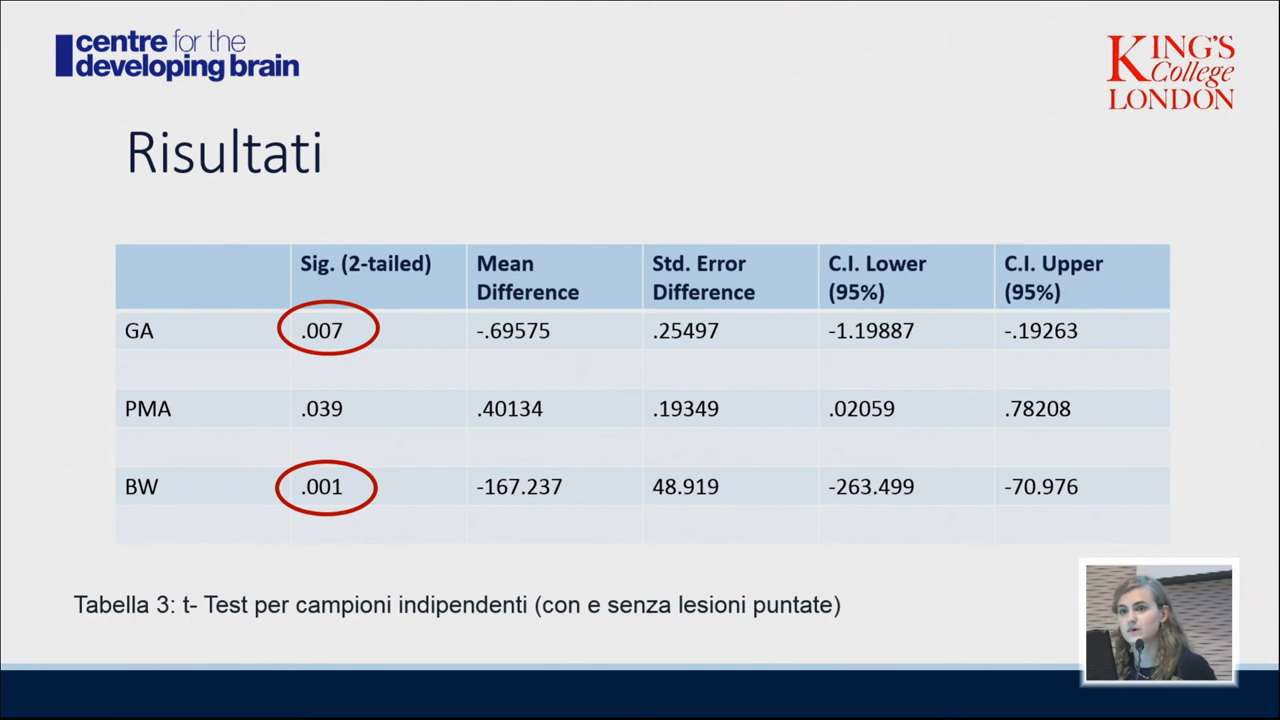 centre for the
developing brain
KING'S
College
LONDON
Risultati
Sig. (2-tailed) Mean Difference Std. Error Difference C.I. Lower (95%) C.I. Upper (95%)
GA .007 -.69575 .25497 -1.19887 -.19263
PMA .039 .40134 .19349 .02059 .78208
BW .001 -167.237 48.919 -263.499 -70.976
Tabella 3: t- Test per campioni indipendenti (con e senza lesioni puntate)